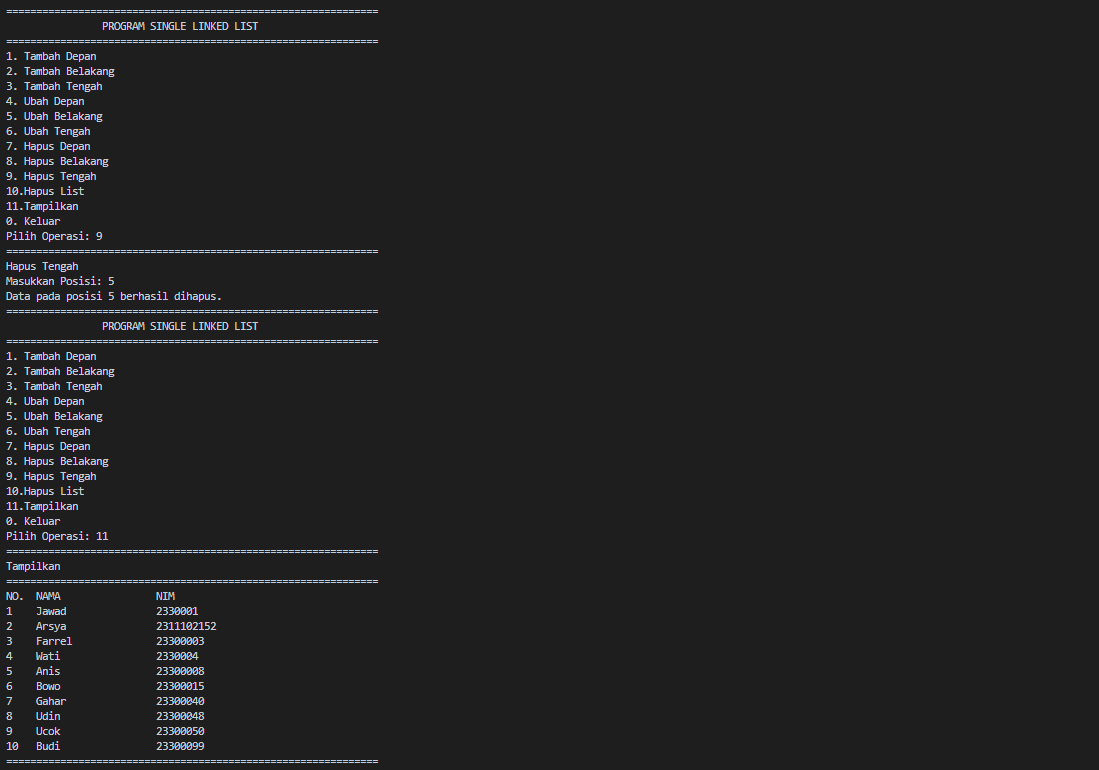 ==============================================================
PROGRAM SINGLE LINKED LIST
==============================================================
1. Tambah Depan
2. Tambah Belakang
3. Tambah Tengah
4. Ubah Depan
5. Ubah Belakang
6. Ubah Tengah
7. Hapus Depan
8. Hapus Belakang
9. Hapus Tengah
10.Hapus List
11.Tampilkan
0. Keluar
Pilih Operasi: 9
==============================================================
Hapus Tengah
Masukkan Posisi: 5
Data pada posisi 5 berhasil dihapus.
==============================================================
PROGRAM SINGLE LINKED LIST
==============================================================
1. Tambah Depan
2. Tambah Belakang
3. Tambah Tengah
4. Ubah Depan
5. Ubah Belakang
6. Ubah Tengah
7. Hapus Depan
8. Hapus Belakang
9. Hapus Tengah
10.Hapus List
11.Tampilkan
0. Keluar
Pilih Operasi: 11
==============================================================
Tampilkan
==============================================================
NO. NAMA NIM
1 Jawad 2330001
2 Arsya 2311102152
3 Farrel 23300003
4 Wati 2330004
5 Anis 23300008
6 Bowo 23300015
7 Gahar 23300040
8 Udin 23300048
9 Ucok 23300050
10 Budi 23300099
==============================================================